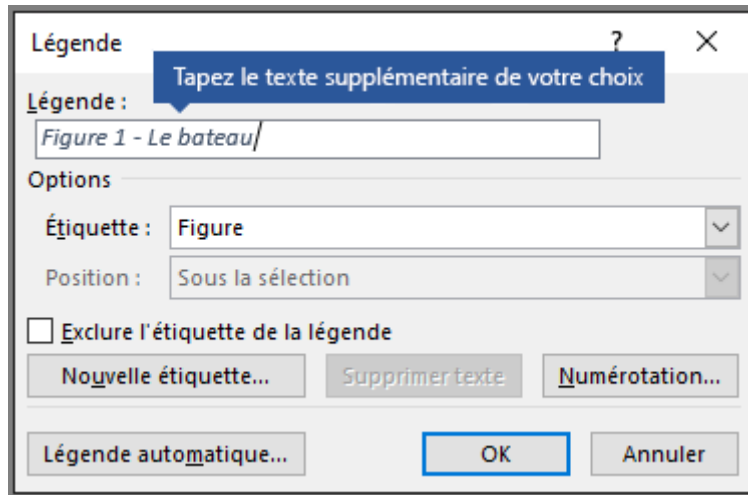 Légende
?
Tapez le texte supplémentaire de votre choix
Légende :
Figure 1 - Le bateau
Options
Étiquette : Figure
Position : Sous la sélection
Exclure l'étiquette de la légende
Nouvelle étiquette... Supprimer texte Numérotation...
Légende automatique... OK Annuler